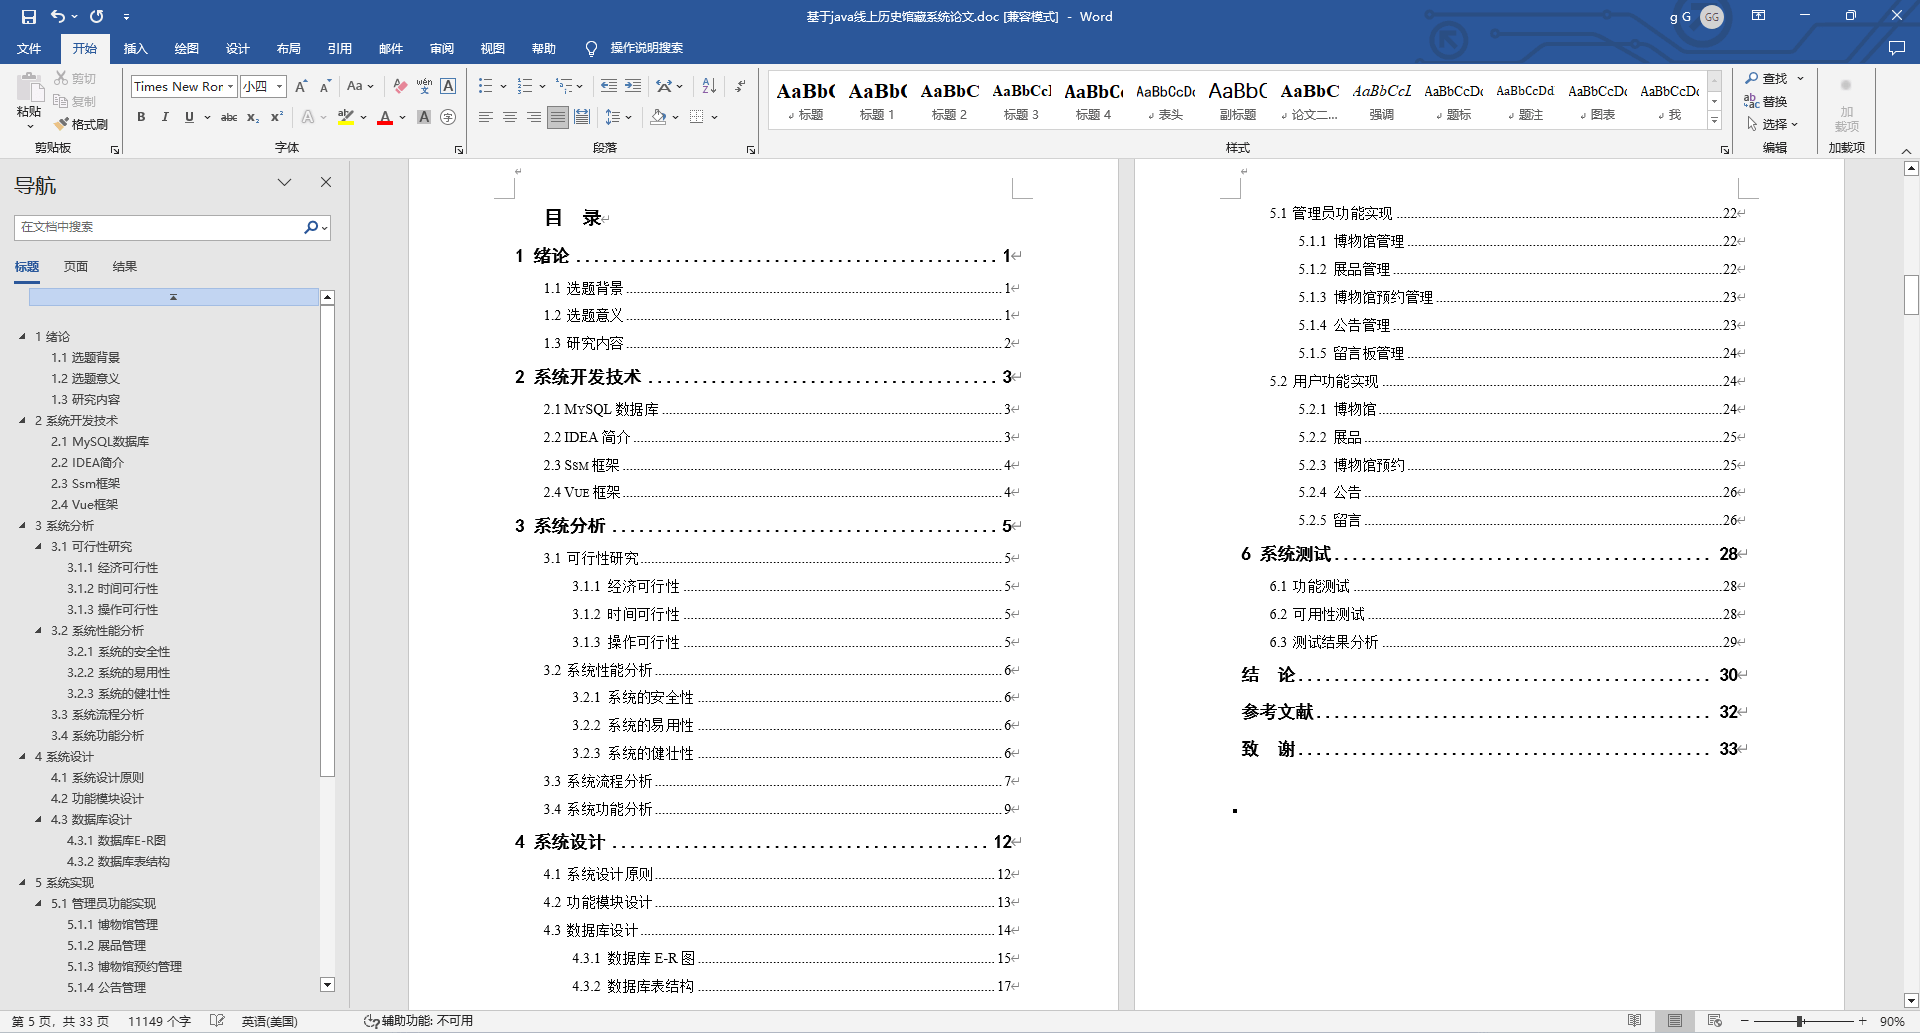 基于java线上历史馆藏系统论文.doc [兼容模式] - Word
g G GG
文件 开始 插入 绘图 设计 布局 引用 邮件 审阅 视图 帮助 操作说明搜索
粘贴 剪切 复制 格式刷
剪贴板
Times New Ror 小四 Aa wén 文 A
B I U abc x₂ x² A ab A A 字
字体
段落
AaBb( AaBb( AaBbC AaBbCcl AaBbCc AaBbCcDc AaBbC AaBbC AaBbCcL AaBbCcDc AaBbCcDd AaBbCcDc AaBbCcDc
标题 标题 1 标题 2 标题 3 标题 4 表头 副标题 论文二... 强调 题标 题注 图表 我
样式
查找
替换
选择
编辑
加载项
加载项
导航
在文档中搜索
标题 页面 结果
1 绪论
1.1 选题背景
1.2 选题意义
1.3 研究内容
2 系统开发技术
2.1 MySQL数据库
2.2 IDEA简介
2.3 Ssm框架
2.4 Vue框架
3 系统分析
3.1 可行性研究
3.1.1 经济可行性
3.1.2 时间可行性
3.1.3 操作可行性
3.2 系统性能分析
3.2.1 系统的安全性
3.2.2 系统的易用性
3.2.3 系统的健壮性
3.3 系统流程分析
3.4 系统功能分析
4 系统设计
4.1 系统设计原则
4.2 功能模块设计
4.3 数据库设计
4.3.1 数据库E-R图
4.3.2 数据库表结构
5 系统实现
5.1 管理员功能实现
5.1.1 博物馆管理
5.1.2 展品管理
5.1.3 博物馆预约管理
5.1.4 公告管理
目 录
1 绪论 1
1.1 选题背景 1
1.2 选题意义 1
1.3 研究内容 2
2 系统开发技术 3
2.1 MySQL 数据库 3
2.2 IDEA 简介 3
2.3 Ssm 框架 4
2.4 Vue 框架 4
3 系统分析 5
3.1 可行性研究 5
3.1.1 经济可行性 5
3.1.2 时间可行性 5
3.1.3 操作可行性 5
3.2 系统性能分析 6
3.2.1 系统的安全性 6
3.2.2 系统的易用性 6
3.2.3 系统的健壮性 6
3.3 系统流程分析 7
3.4 系统功能分析 9
4 系统设计 12
4.1 系统设计原则 12
4.2 功能模块设计 13
4.3 数据库设计 14
4.3.1 数据库 E-R 图 15
4.3.2 数据库表结构 17
5.1 管理员功能实现 22
5.1.1 博物馆管理 22
5.1.2 展品管理 22
5.1.3 博物馆预约管理 23
5.1.4 公告管理 23
5.1.5 留言板管理 24
5.2 用户功能实现 24
5.2.1 博物馆 24
5.2.2 展品 25
5.2.3 博物馆预约 25
5.2.4 公告 26
5.2.5 留言 26
6 系统测试 28
6.1 功能测试 28
6.2 可用性测试 28
6.3 测试结果分析 29
结 论 30
参考文献 32
致 谢 33
第 5 页，共 33 页 11149 个字 英语(美国) 辅助功能: 不可用 90%